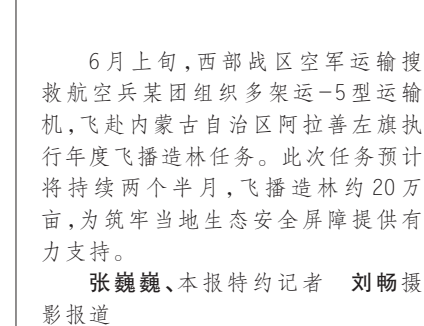 6月上旬,西部战区空军运输搜
救航空兵某团组织多架运-5型运输
机,飞赴内蒙古自治区阿拉善左旗执
行年度飞播造林任务。此次任务预计
将持续两个半月,飞播造林约20万
亩,为筑牢当地生态安全屏障提供有
力支持。
张巍巍、本报特约记者 刘畅摄
影报道